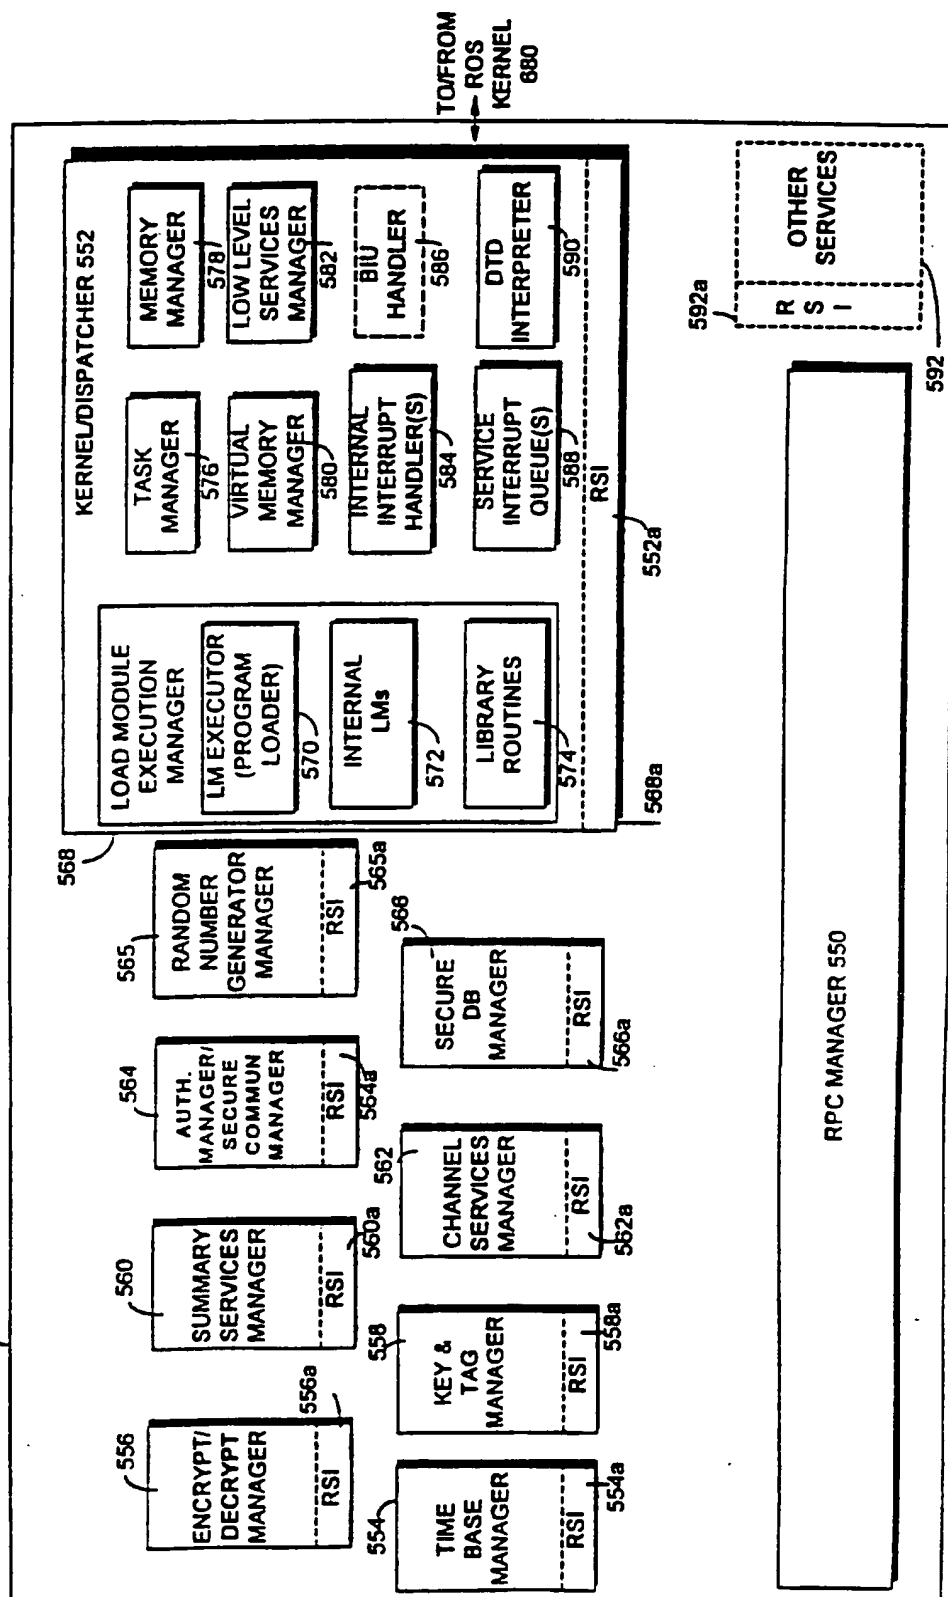 TO/FROM
ROS
KERNEL
680
KERNEL/DISPATCHER 552
568
LOAD MODULE
EXECUTION
MANAGER
LM EXECUTOR
(PROGRAM
LOADER)
570
INTERNAL
LMs
572
LIBRARY
ROUTINES
574
568a
TASK
MANAGER
576
MEMORY
MANAGER
578
VIRTUAL
MEMORY
MANAGER
580
LOW LEVEL
SERVICES
MANAGER
582
INTERNAL
INTERRUPT
HANDLER(S)
584
BIU
HANDLER
586
SERVICE
INTERRUPT
QUEUE(S)
588
DTD
INTERPRETER
590
RSI
552a
556
ENCRYPT/
DECRYPT
MANAGER
RSI
556a
560
SUMMARY
SERVICES
MANAGER
RSI
560a
564
AUTH.
MANAGER/
SECURE
COMMUN
MANAGER
RSI
564a
565
RANDOM
NUMBER
GENERATOR
MANAGER
RSI
565a
554
TIME
BASE
MANAGER
RSI
554a
558
KEY &
TAG
MANAGER
RSI
558a
562
CHANNEL
SERVICES
MANAGER
RSI
562a
566
SECURE
DB
MANAGER
RSI
566a
592a
RSI
OTHER
SERVICES
592
RPC MANAGER 550